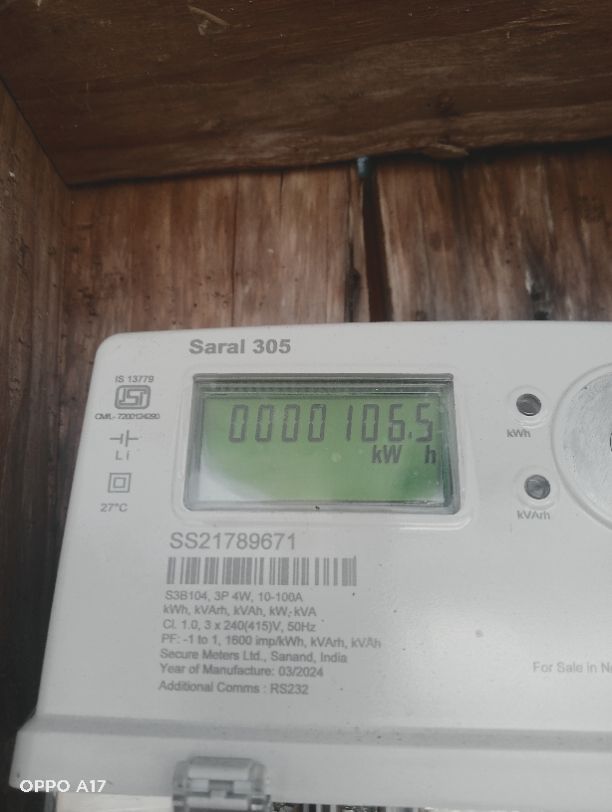 Saral 305
IS 13779
ISI
0000106.5
kW h
kWh
Li
kVArh
27°C
SS21789671
S3B104, 3P 4W, 10-100A
kWh, kVArh, kVAh, kW, kVA
Cl. 1.0, 3 x 240(415)V, 50Hz
PF: -1 to 1, 1600 imp/kWh, kVArh, kVAh
Secure Meters Ltd., Sanand, India
Year of Manufacture: 03/2024
Additional Comms : RS232
For Sale in
OPPO A17